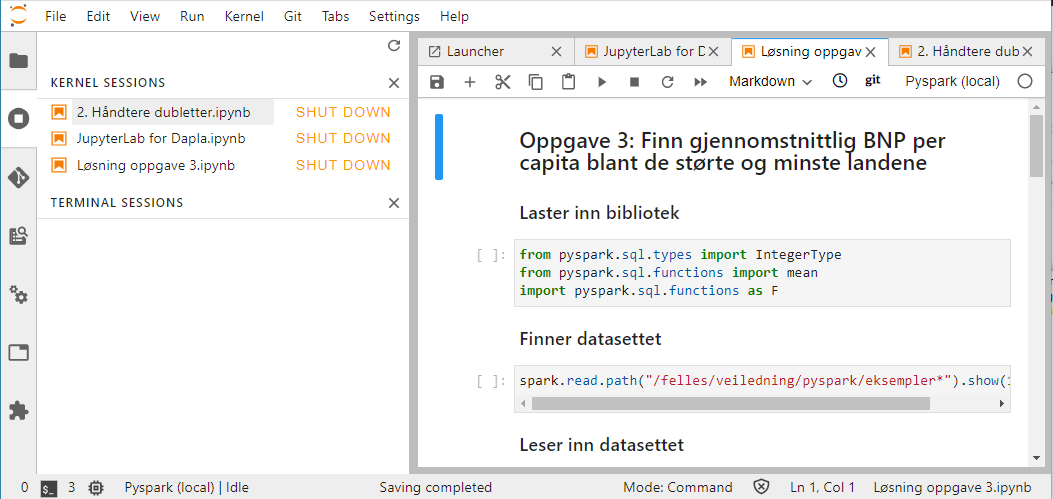 File Edit View Run Kernel Git Tabs Settings Help
KERNEL SESSIONS
2. Håndtere dubletter.ipynb SHUT DOWN
JupyterLab for Dapla.ipynb SHUT DOWN
Løsning oppgave 3.ipynb SHUT DOWN
TERMINAL SESSIONS
Launcher JupyterLab for D Løsning oppgav 2. Håndtere dub
Markdown git Pyspark (local)
Oppgave 3: Finn gjennomstnittlig BNP per
capita blant de størte og minste landene
Laster inn bibliotek
[ ]: from pyspark.sql.types import IntegerType
from pyspark.sql.functions import mean
import pyspark.sql.functions as F
Finner datasettet
[ ]: spark.read.path("/felles/veiledning/pyspark/eksempler*").show(1
Leser inn datasettet
0 $_ 3 Pyspark (local) | Idle Saving completed Mode: Command Ln 1, Col 1 Løsning oppgave 3.ipynb